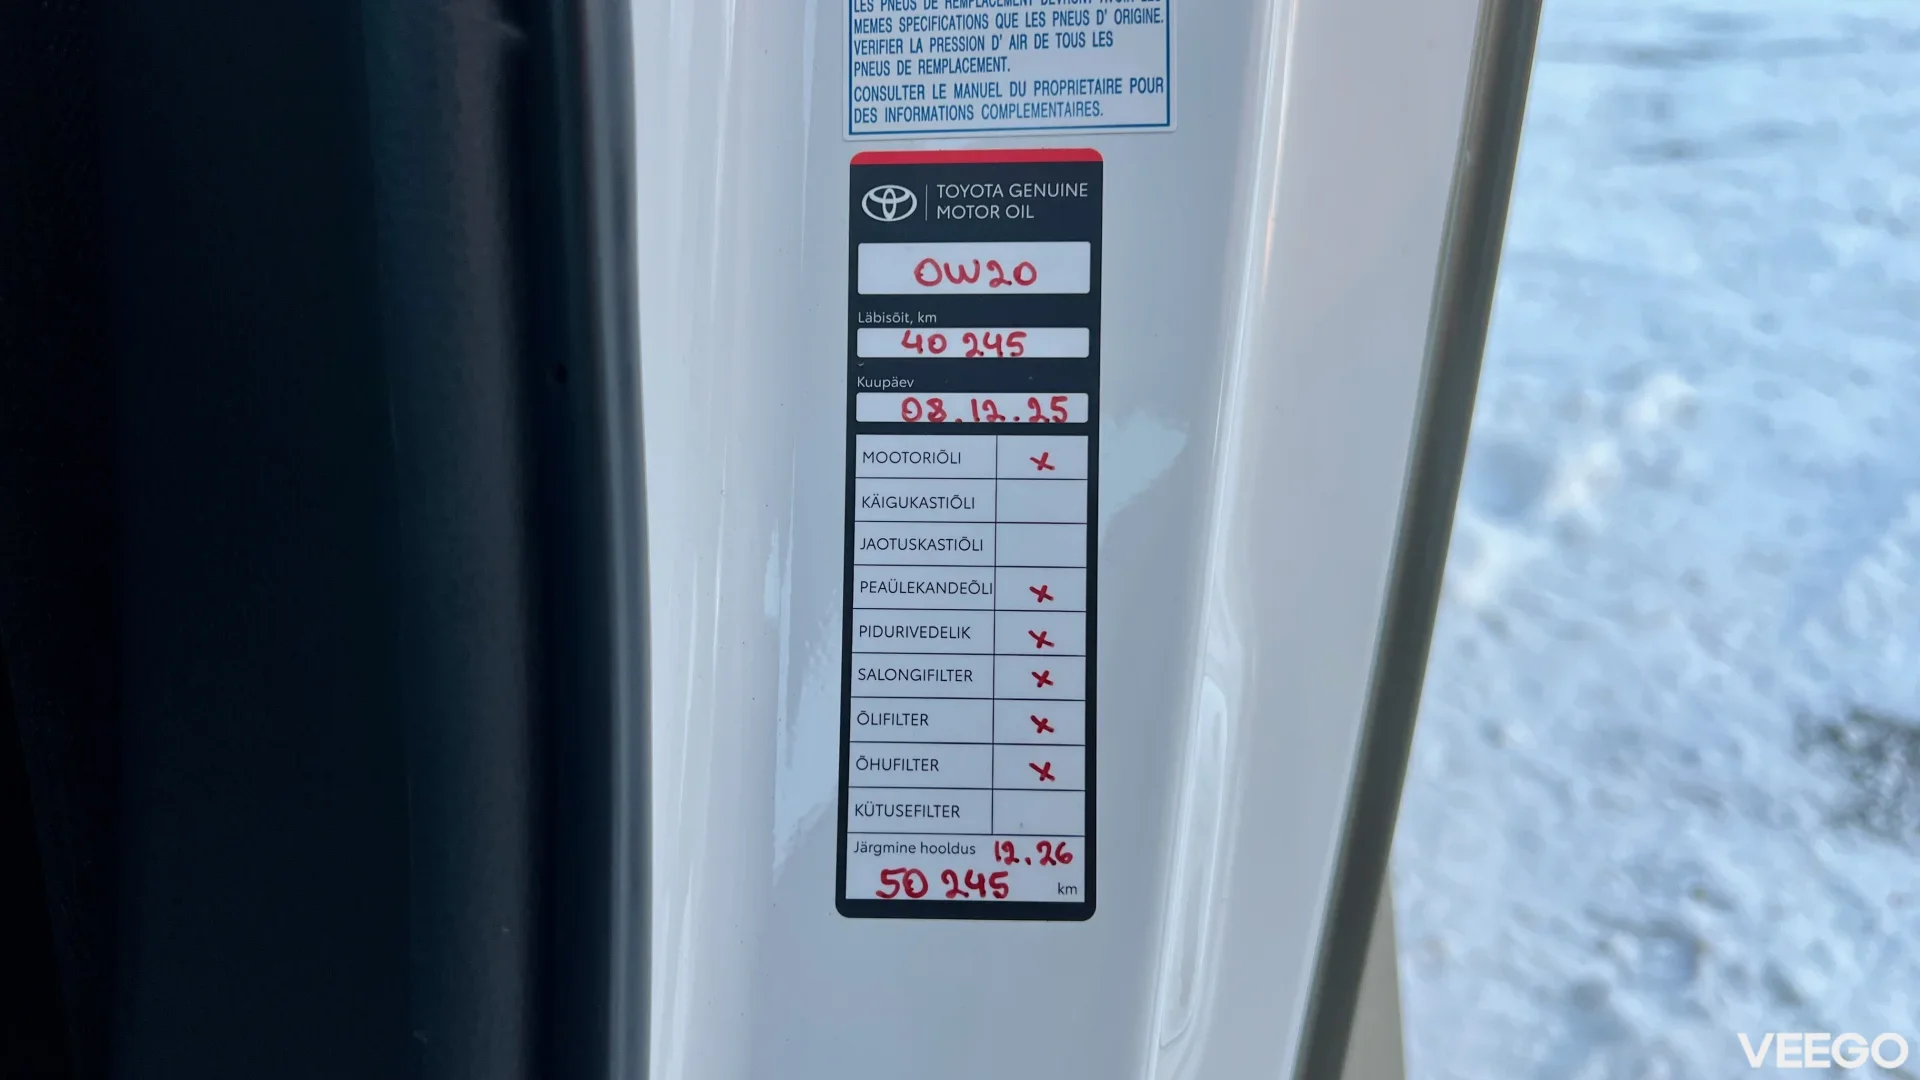 LES PNEUS DE REMPLACEMENT DEVRONT AVOIR LES
MEMES SPECIFICATIONS QUE LES PNEUS D' ORIGINE.
VERIFIER LA PRESSION D' AIR DE TOUS LES
PNEUS DE REMPLACEMENT.
CONSULTER LE MANUEL DU PROPRIETAIRE POUR
DES INFORMATIONS COMPLEMENTAIRES.
TOYOTA GENUINE
MOTOR OIL
0W20
Läbisõit, km
40 245
Kuupäev
08.12.25
MOOTORIÕLI x
KÄIGUKASTIÕLI
JAOTUSKASTIÕLI
PEAÜLEKANDEÕLI x
PIDURIVEDELIK x
SALONGIFILTER x
ÕLIFILTER x
ÕHUFILTER x
KÜTUSEFILTER
Järgmine hooldus 12.26
50 245 km
VEEGO